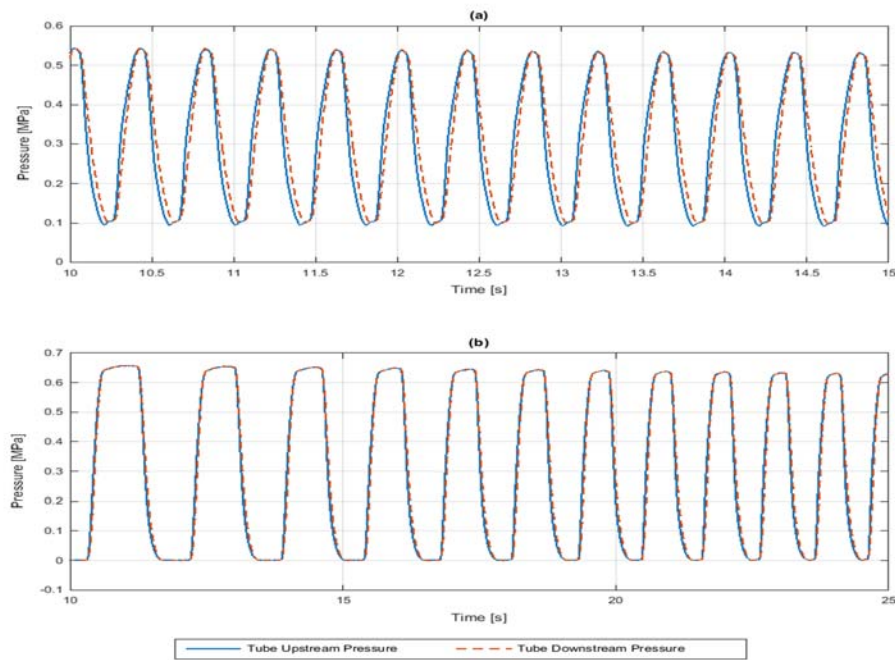 (a)
0.6
0.5
0.4
0.3
0.2
0.1
0
Pressure [MPa]
10 10.5 11 11.5 12 12.5 13 13.5 14 14.5 15
Time [s]
(b)
0.7
0.6
0.5
0.4
0.3
0.2
0.1
0
-0.1
Pressure [MPa]
10 15 20 25
Time [s]
Tube Upstream Pressure Tube Downstream Pressure